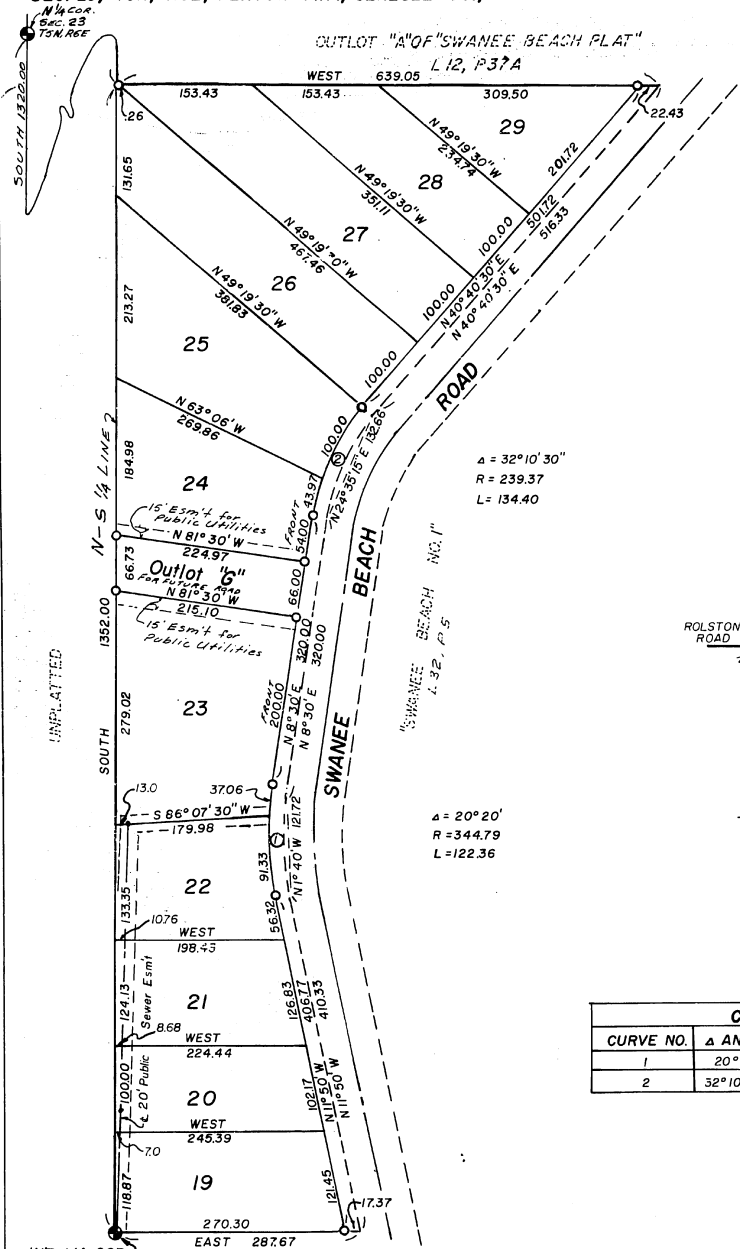 N ¼ COR.
SEC. 23
T5N, R6E
SOUTH 1320.00
OUTLOT "A" OF "SWANEE BEACH PLAT"
L 12, P37A
WEST 639.05
153.43
153.43
309.50
.26
22.43
29
N 49° 19' 30" W
234.74
201.72
28
N 49° 19' 30" W
351.11
100.00
501.72
516.33
27
N 49° 19' 30" W
467.46
100.00
N 40° 40' 30" E
N 40° 40' 30" E
26
N 49° 19' 30" W
381.83
100.00
131.65
213.27
25
ROAD
N 63° 06' W
269.86
100.00
2
N 24° 35' 15" E 132.66
Δ = 32° 10' 30"
R = 239.37
L = 134.40
184.98
N-S ¼ LINE
24
43.97
FRONT
54.00
15' Esm't for
Public Utilities
N 81° 30' W
224.97
66.73
Outlot "G"
FOR FUTURE ROAD
66.00
N 81° 30' W
215.10
15' Esm't for
Public Utilities
BEACH
"SWANEE BEACH NO. 1"
L 32, P 5
ROLSTON
ROAD
1352.00
320.00
320.00
UNPLATTED
279.02
23
FRONT
200.00
N 8° 30' E
N 8° 30' E
SOUTH
SWANEE
37.06
13.0
S 86° 07' 30" W
179.98
1
N 1° 40' W 121.72
Δ = 20° 20'
R = 344.79
L = 122.36
91.33
22
133.35
56.32
10.76
WEST
198.45
124.13
Sewer Esm't
21
126.83
406.77
410.33
8.68
WEST
224.44
100.00
℄ 20' Public
20
102.17
N 11° 50' W
N 11° 50' W
WEST
245.39
7.0
118.87
19
121.45
17.37
270.30
EAST 287.67
CURVE NO.
1
20°
2